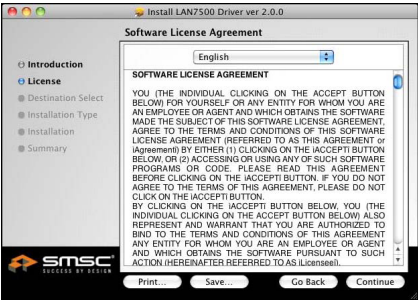 Install LAN7500 Driver ver 2.0.0
Software License Agreement
Introduction
License
Destination Select
Installation Type
Installation
Summary
English
SOFTWARE LICENSE AGREEMENT
YOU (THE INDIVIDUAL CLICKING ON THE ACCEPT BUTTON
BELOW) FOR YOURSELF OR ANY ENTITY FOR WHOM YOU ARE
AN EMPLOYEE OR AGENT AND WHICH OBTAINS THE SOFTWARE
MADE THE SUBJECT OF THIS SOFTWARE LICENSE AGREEMENT,
AGREE TO THE TERMS AND CONDITIONS OF THIS SOFTWARE
LICENSE AGREEMENT (REFERRED TO AS THIS AGREEMENT or
iAgreementi) BY EITHER (1) CLICKING ON THE iACCEPTi BUTTON
BELOW, OR (2) ACCESSING OR USING ANY OF SUCH SOFTWARE
PROGRAMS OR CODE. PLEASE READ THIS AGREEMENT
BEFORE CLICKING ON THE iACCEPTI BUTTON. IF YOU DO NOT
AGREE TO THE TERMS OF THIS AGREEMENT, PLEASE DO NOT
CLICK ON THE iACCEPTI BUTTON.
BY CLICKING ON THE iACCEPTI BUTTON BELOW, YOU (THE
INDIVIDUAL CLICKING ON THE ACCEPT BUTTON BELOW) ALSO
REPRESENT AND WARRANT THAT YOU ARE AUTHORIZED TO
BIND TO THE TERMS AND CONDITIONS OF THIS AGREEMENT
ANY ENTITY FOR WHOM YOU ARE AN EMPLOYEE OR AGENT
AND WHICH OBTAINS THE SOFTWARE PURSUANT TO SUCH
ACTION (HEREINAFTER REFERRED TO AS iLicenseei).
smsc
SUCCESS BY DESIGN
Print... Save... Go Back Continue